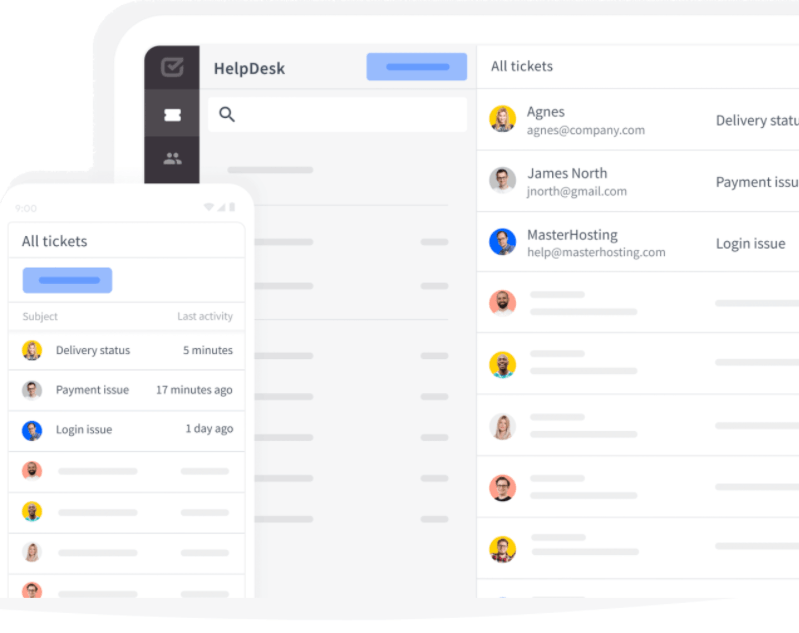 HelpDesk
All tickets
Agnes
agnes@company.com
Delivery statu
James North
jnorth@gmail.com
Payment issu
MasterHosting
help@masterhosting.com
Login issue
9:00
All tickets
Subject Last activity
Delivery status 5 minutes
Payment issue 17 minutes ago
Login issue 1 day ago